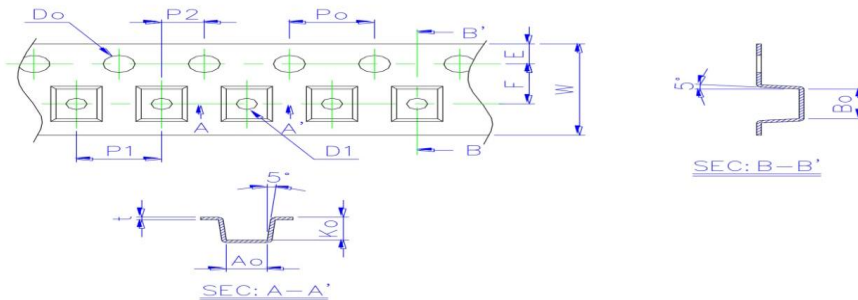 Do
P2
Po
B'
E
F
W
A
A'
P1
D1
B
5°
Bo
SEC: B-B'
5°
t
Ko
Ao
SEC: A-A'